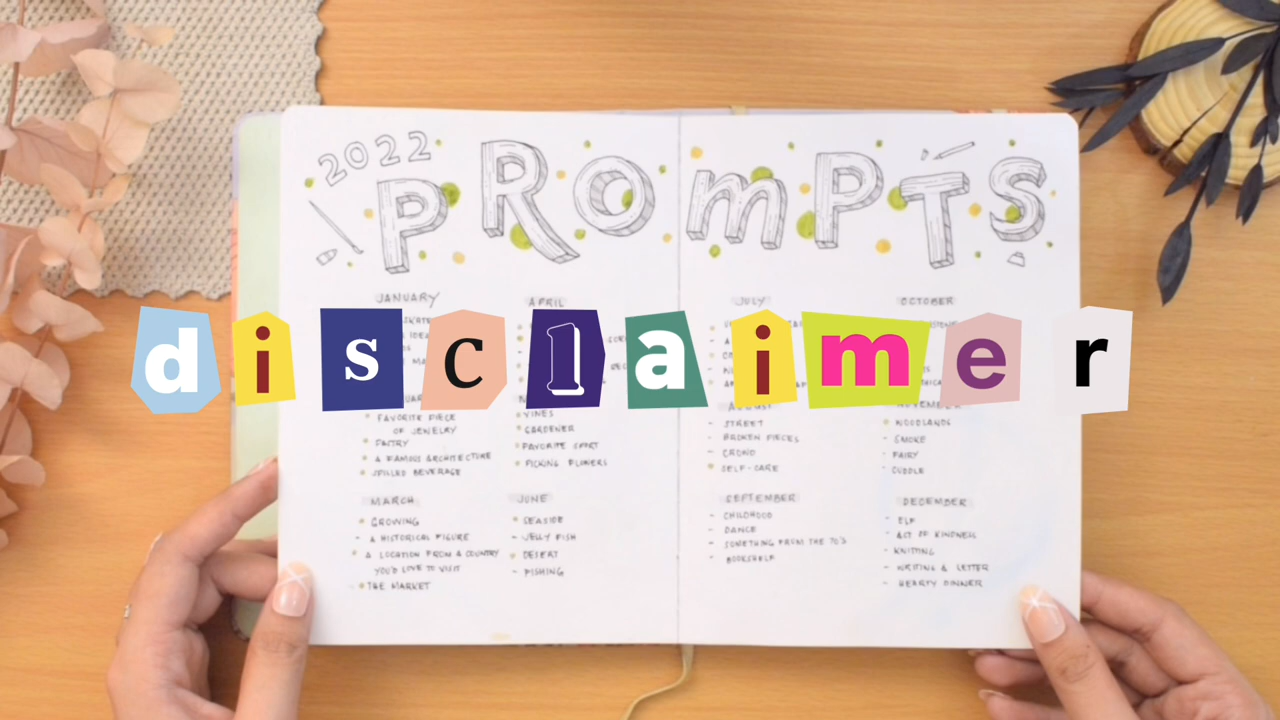 2022
PROMPTS
disclaimer
JANUARY
APRIL
JULY
OCTOBER
FAVORITE PIECE
OF JEWELRY
PASTRY
A FAMOUS ARCHITECTURE
SPILLED BEVERAGE
VINES
GARDENER
FAVORITE SPORT
PICKING FLOWERS
AUGUST
- STREET
- BROKEN PIECES
- CROWD
SELF-CARE
NOVEMBER
WOODLANDS
- SMOKE
- FAIRY
- CUDDLE
MARCH
GROWING
- A HISTORICAL FIGURE
A LOCATION FROM A COUNTRY
YOU'D LOVE TO VISIT
THE MARKET
JUNE
SEASIDE
- JELLY FISH
DESERT
- FISHING
SEPTEMBER
- CHILDHOOD
- DANCE
- SOMETHING FROM THE 70'S
- BOOKSHELF
DECEMBER
- ELF
- ACT OF KINDNESS
- KNITTING
- WRITING A LETTER
- HEARTY DINNER